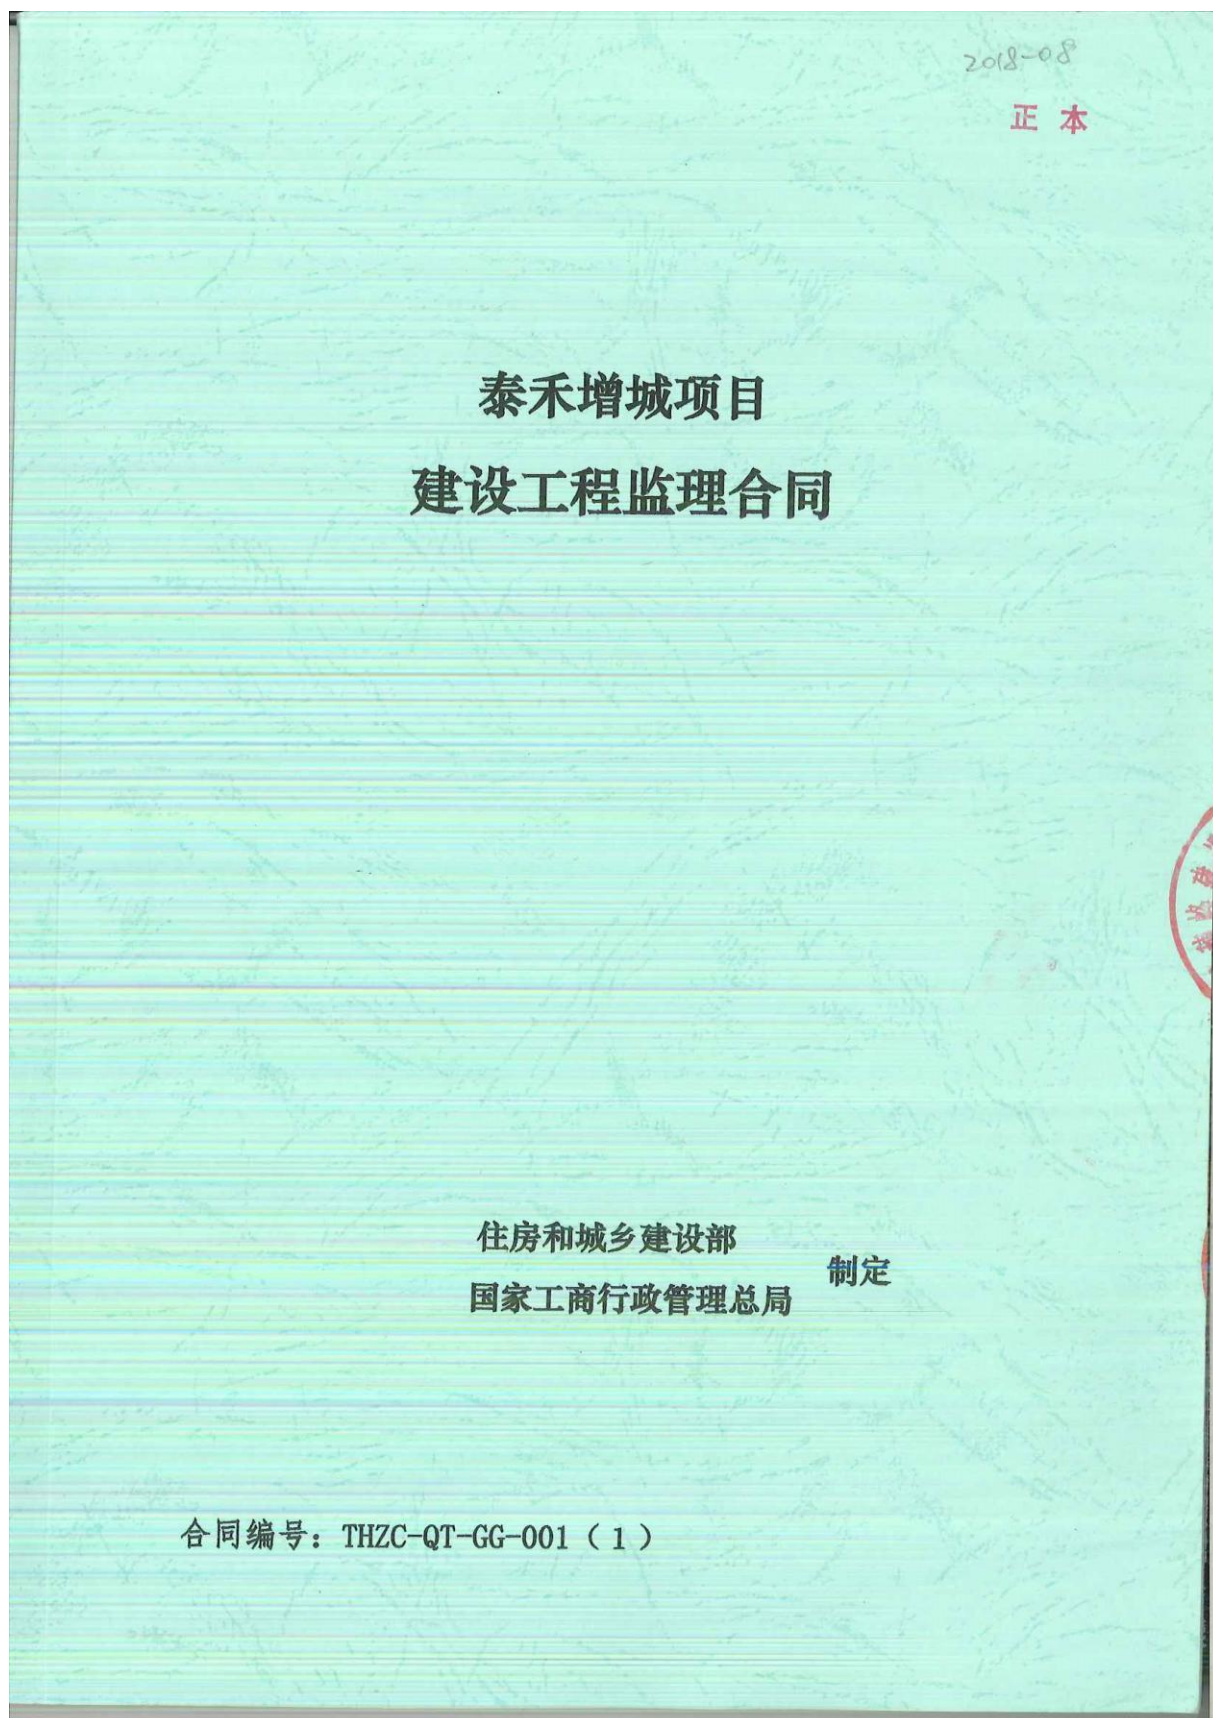 2018-08
正本
泰禾增城项目
建设工程监理合同
住房和城乡建设部
制定
国家工商行政管理总局
合同编号：THZC-QT-GG-001（1）